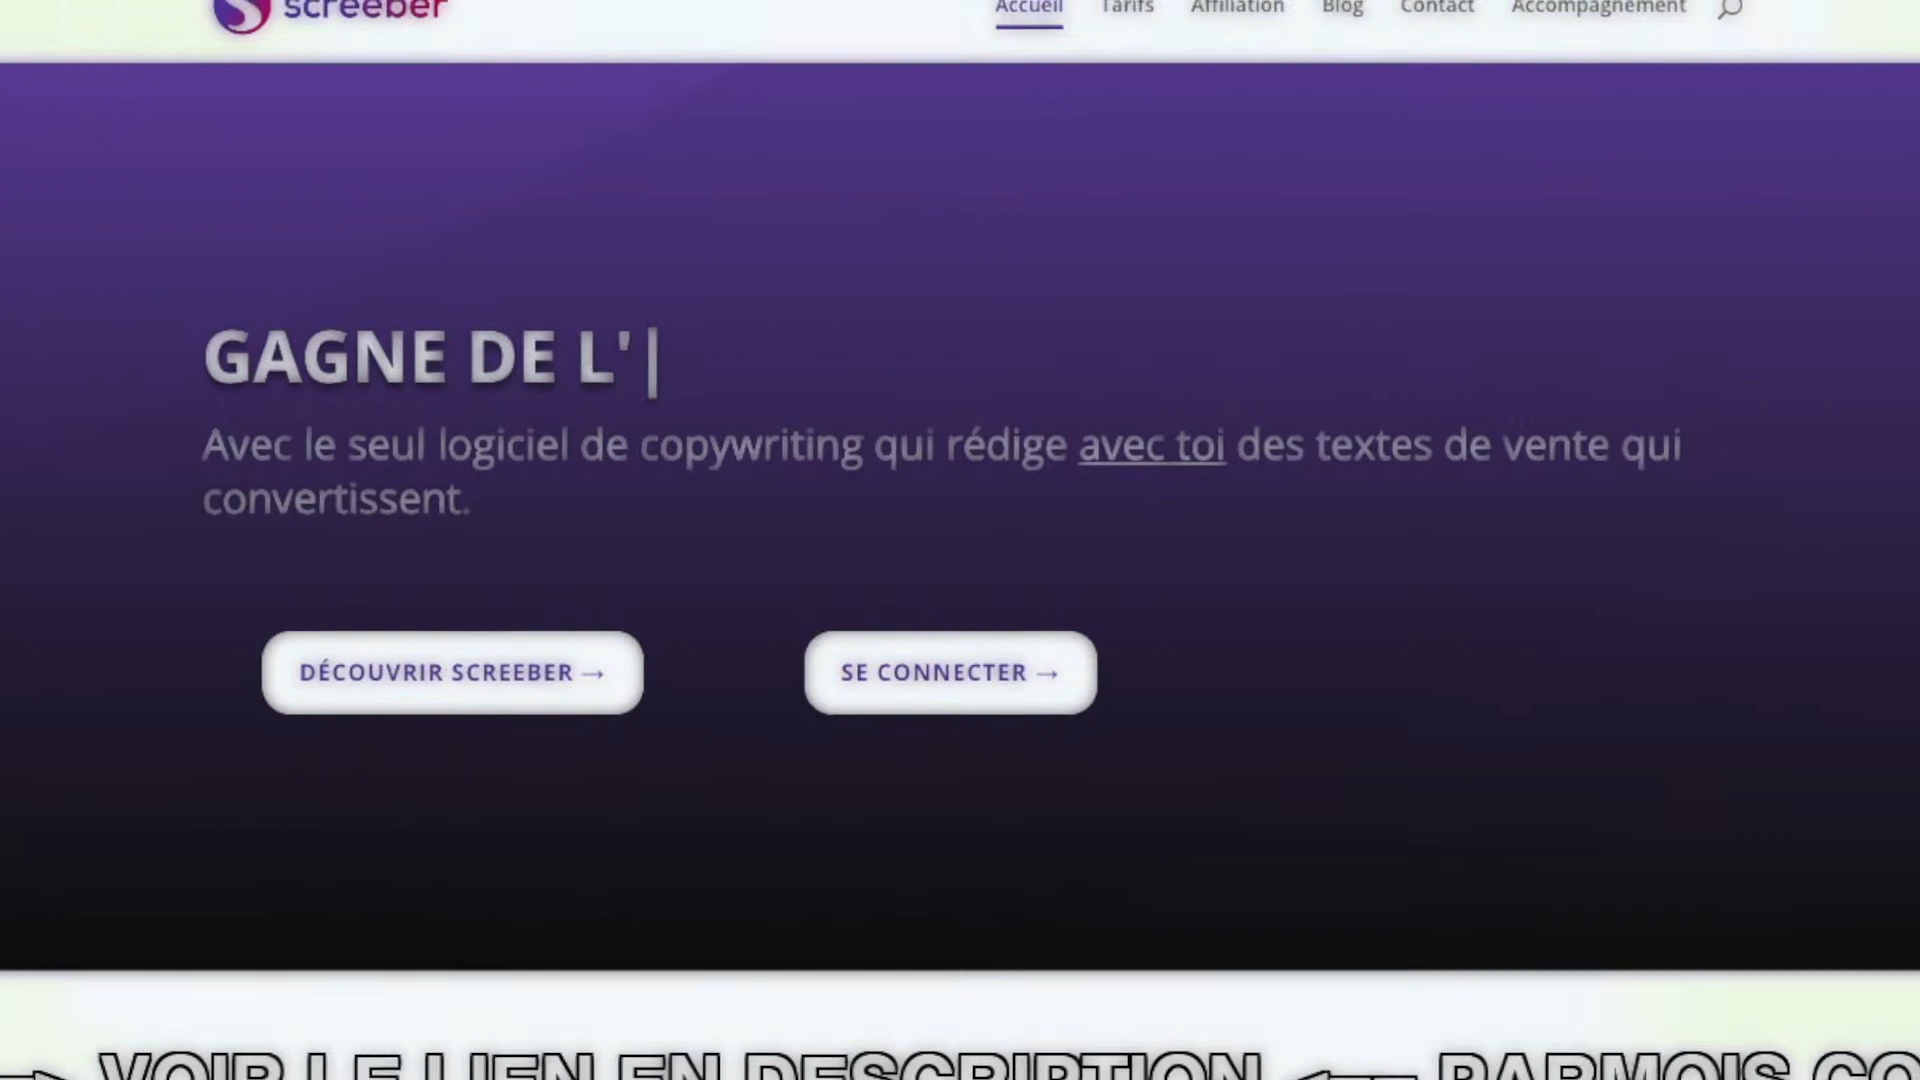 screeber
Accueil Tarifs Affiliation Blog Contact Accompagnement
GAGNE DE L'|
Avec le seul logiciel de copywriting qui rédige avec toi des textes de vente qui
convertissent.
DÉCOUVRIR SCREEBER → SE CONNECTER →
VOIR LE LIEN EN DESCRIPTION <== PARMOIS